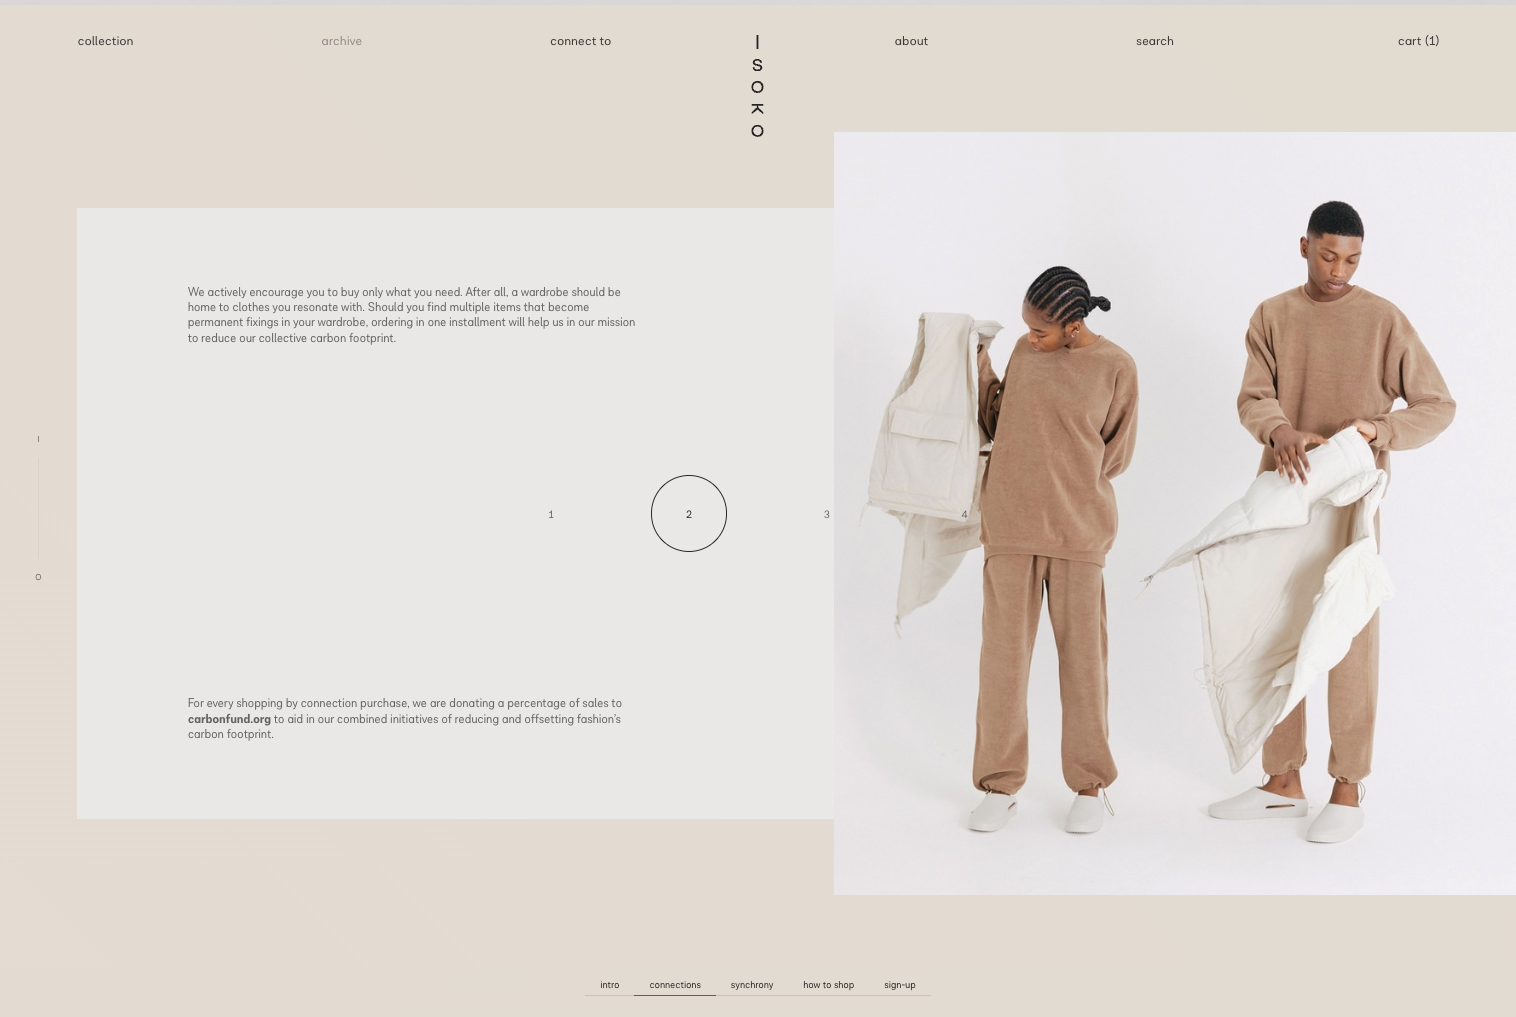 collection
archive
connect to
ISOKO
about
search
cart (1)
We actively encourage you to buy only what you need. After all, a wardrobe should be
home to clothes you resonate with. Should you find multiple items that become
permanent fixings in your wardrobe, ordering in one installment will help us in our mission
to reduce our collective carbon footprint.
I
O
1
2
3
4
For every shopping by connection purchase, we are donating a percentage of sales to
carbonfund.org to aid in our combined initiatives of reducing and offsetting fashion's
carbon footprint.
intro
connections
synchrony
how to shop
sign-up